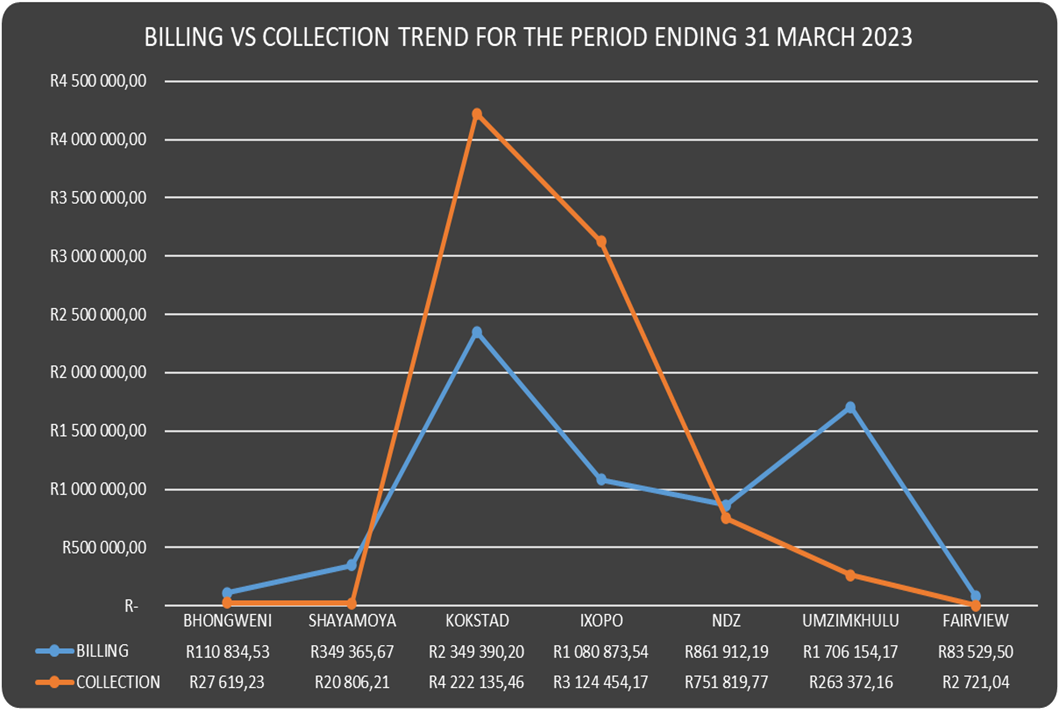 BILLING VS COLLECTION TREND FOR THE PERIOD ENDING 31 MARCH 2023
R4 500 000,00
R4 000 000,00
R3 500 000,00
R3 000 000,00
R2 500 000,00
R2 000 000,00
R1 500 000,00
R1 000 000,00
R500 000,00
R-
BHONGWENI SHAYAMOYA KOKSTAD IXOPO NDZ UMZIMKHULU FAIRVIEW
BILLING R110 834,53 R349 365,67 R2 349 390,20 R1 080 873,54 R861 912,19 R1 706 154,17 R83 529,50
COLLECTION R27 619,23 R20 806,21 R4 222 135,46 R3 124 454,17 R751 819,77 R263 372,16 R2 721,04